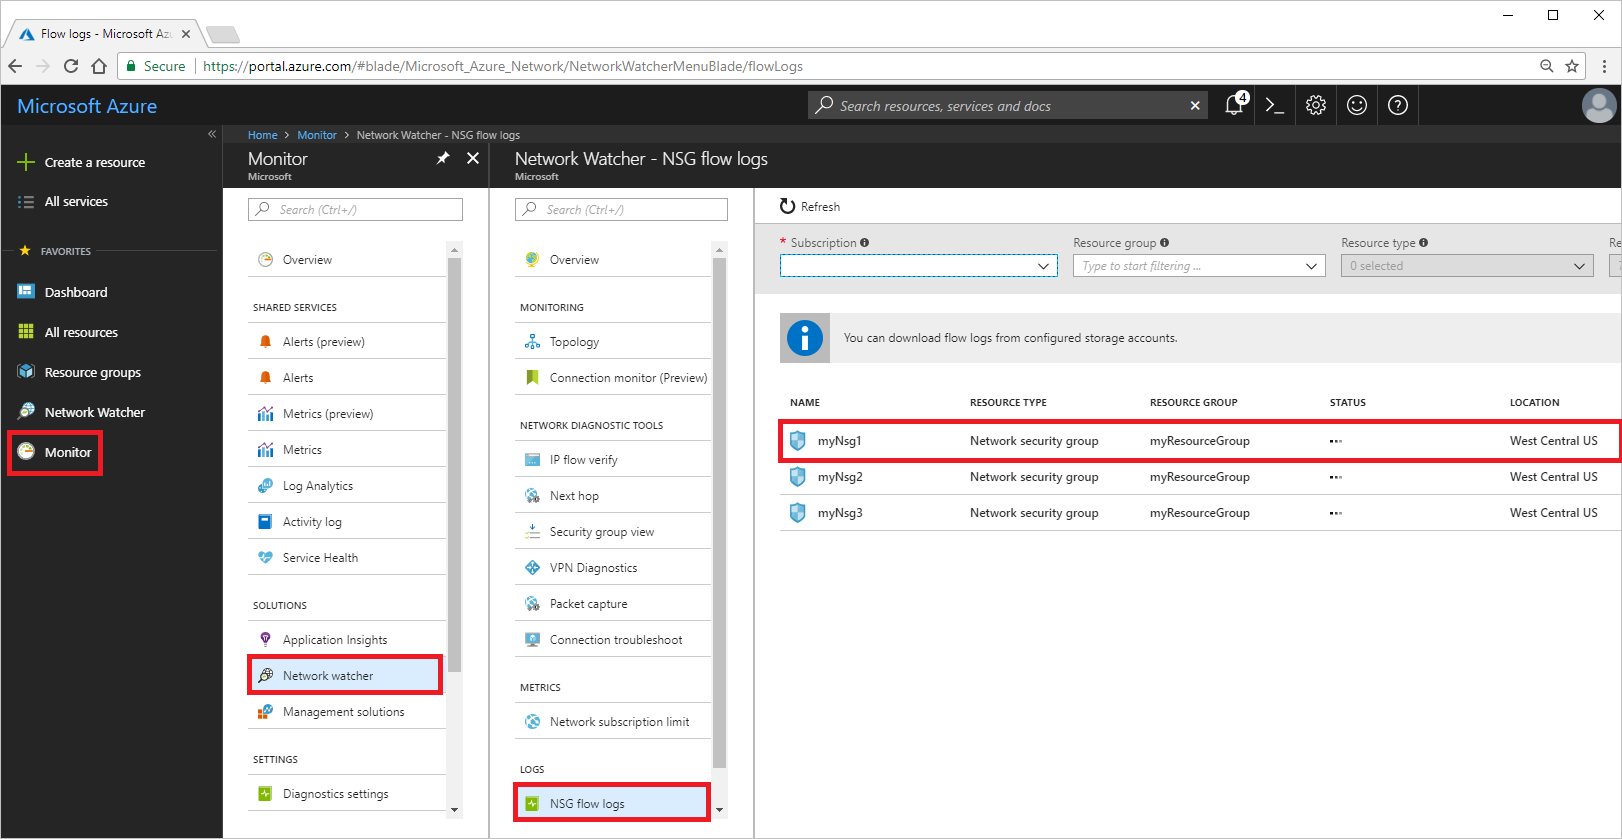 Flow logs - Microsoft Az
Secure
https://portal.azure.com/#blade/Microsoft_Azure_Network/NetworkWatcherMenuBlade/flowLogs
Microsoft Azure
Search resources, services and docs
4
Create a resource
All services
FAVORITES
Dashboard
All resources
Resource groups
Network Watcher
Monitor
Home > Monitor > Network Watcher - NSG flow logs
Monitor
Microsoft
Search (Ctrl+/)
Overview
SHARED SERVICES
Alerts (preview)
Alerts
Metrics (preview)
Metrics
Log Analytics
Activity log
Service Health
SOLUTIONS
Application Insights
Network watcher
Management solutions
SETTINGS
Diagnostics settings
Network Watcher - NSG flow logs
Microsoft
Search (Ctrl+/)
Overview
MONITORING
Topology
Connection monitor (Preview)
NETWORK DIAGNOSTIC TOOLS
IP flow verify
Next hop
Security group view
VPN Diagnostics
Packet capture
Connection troubleshoot
METRICS
Network subscription limit
LOGS
NSG flow logs
Refresh
* Subscription
Resource group
Resource type
Re
Type to start filtering ...
0 selected
You can download flow logs from configured storage accounts.
NAME RESOURCE TYPE RESOURCE GROUP STATUS LOCATION
myNsg1 Network security group myResourceGroup West Central US
myNsg2 Network security group myResourceGroup West Central US
myNsg3 Network security group myResourceGroup West Central US